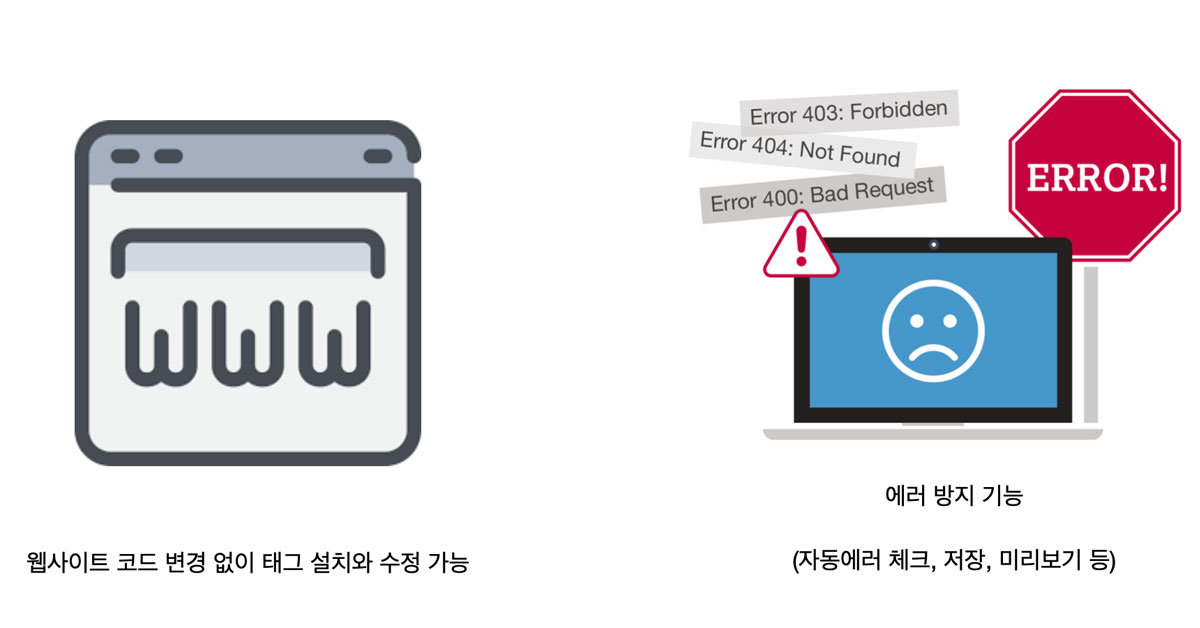 WWW
웹사이트 코드 변경 없이 태그 설치와 수정 가능
Error 403: Forbidden
Error 404: Not Found
Error 400: Bad Request
!
ERROR!
에러 방지 기능
(자동에러 체크, 저장, 미리보기 등)